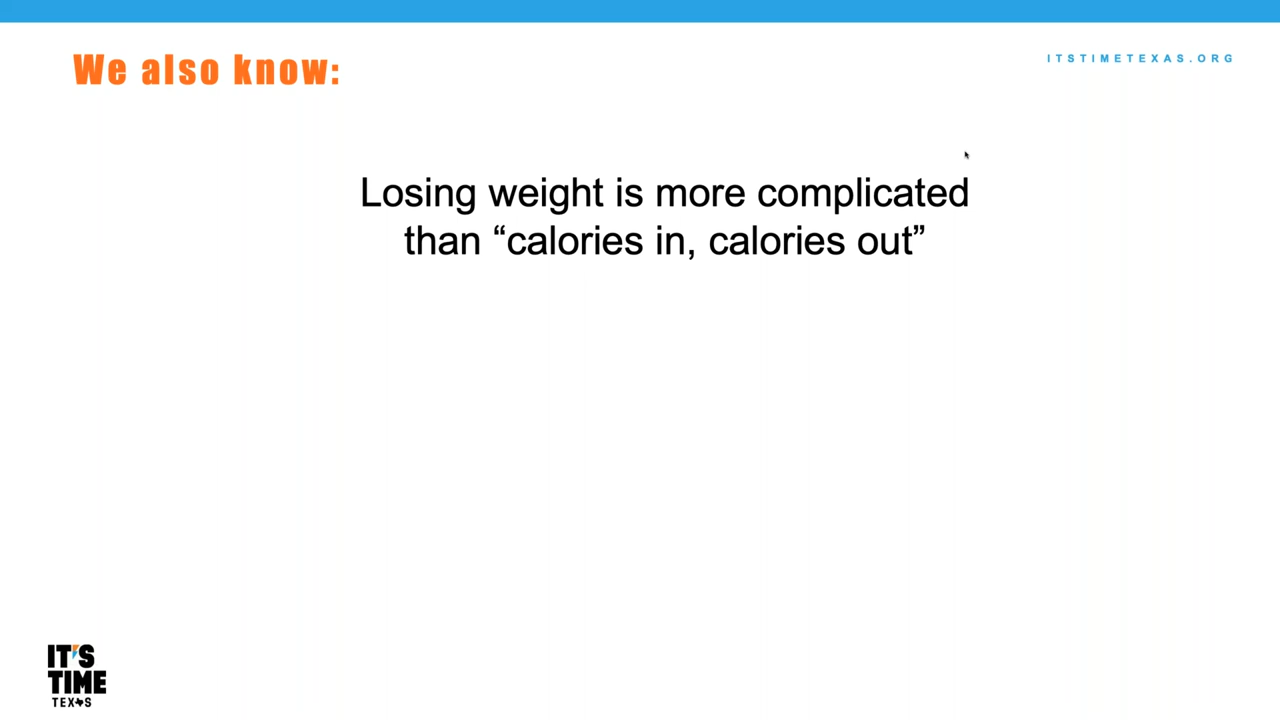 We also know:
ITSTIMETEXAS.ORG
Losing weight is more complicated
than “calories in, calories out”
IT'S
TIME
TEXAS